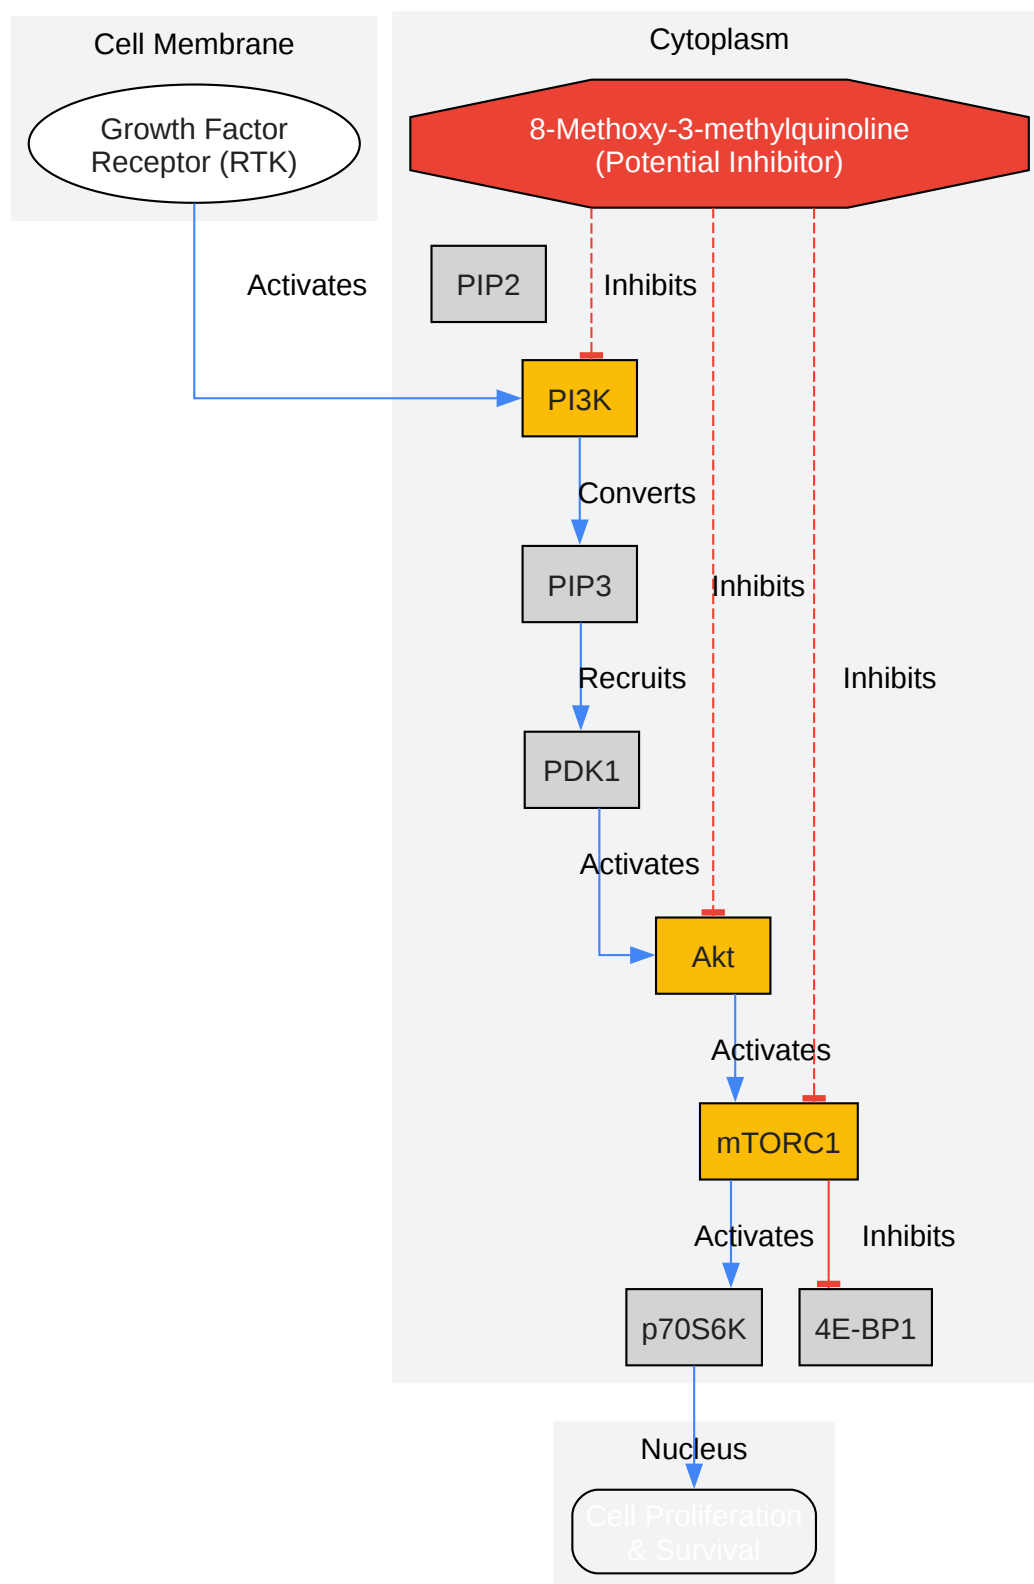 Cell Membrane
Growth Factor
Receptor (RTK)
Cytoplasm
8-Methoxy-3-methylquinoline
(Potential Inhibitor)
Activates
PIP2
Inhibits
PI3K
Converts
PIP3
Inhibits
Recruits
Inhibits
PDK1
Activates
Akt
Activates
mTORC1
Activates
Inhibits
p70S6K
4E-BP1
Nucleus
Cell Proliferation
& Survival